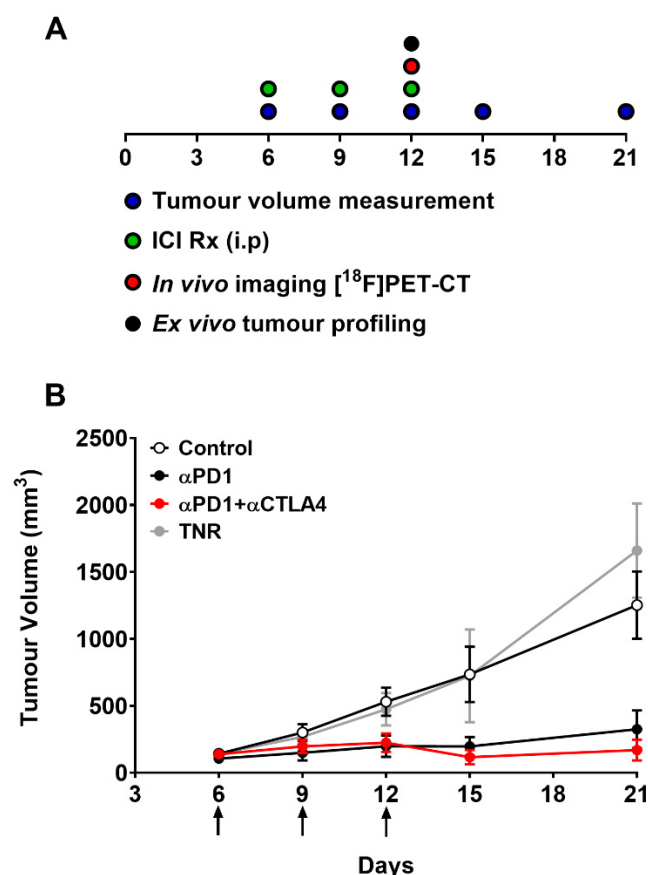 A
0 3 6 9 12 15 21
Tumour volume measurement
ICI Rx (i.p)
In vivo imaging [¹⁸F]PET-CT
Ex vivo tumour profiling
B
Tumour Volume (mm³)
2500
2000
1500
1000
500
0
Control
αPD1
αPD1+αCTLA4
TNR
3 6 9 12 15 18 21
Days